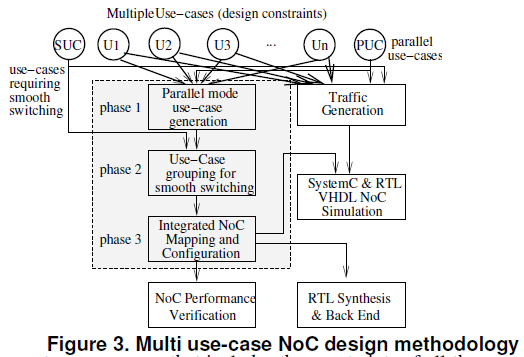 Multiple Use-cases (design constraints)
SUC U1 U2 U3 ... Un PUC
parallel
use-cases
use-cases
requiring
smooth
switching
phase 1
Parallel mode
use-case
generation
Traffic
Generation
phase 2
Use-Case
grouping for
smooth switching
SystemC & RTL
VHDL NoC
Simulation
phase 3
Integrated NoC
Mapping and
Configuration
NoC Performance
Verification
RTL Synthesis
& Back End
Figure 3. Multi use-case NoC design methodology